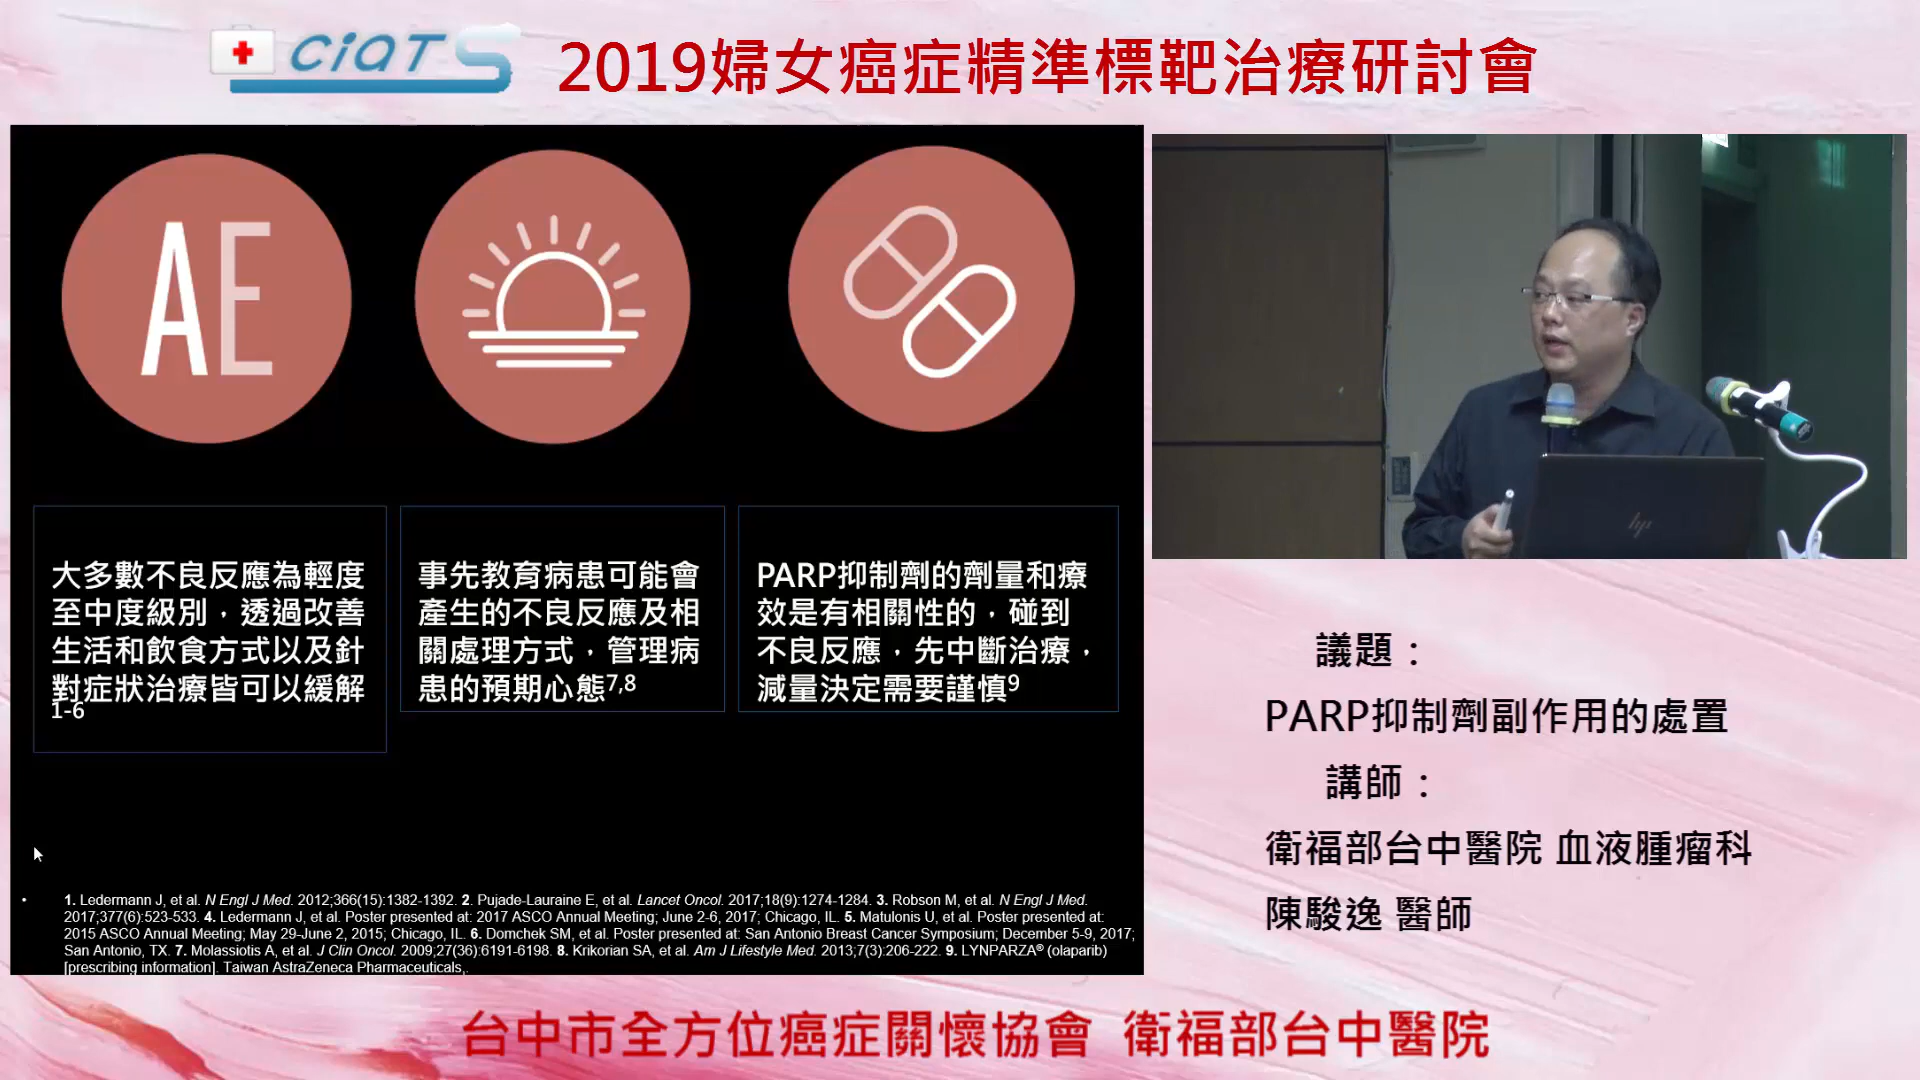 CiQTS
2019婦女癌症精準標靶治療研討會
AE
大多數不良反應為輕度
至中度級別，透過改善
生活和飲食方式以及針
對症狀治療皆可以緩解
1-6
事先教育病患可能會
產生的不良反應及相
關處理方式，管理病
患的預期心態7,8
PARP抑制劑的劑量和療
效是有相關性的，碰到
不良反應，先中斷治療，
減量決定需要謹慎9
• 1. Ledermann J, et al. N Engl J Med. 2012;366(15):1382-1392. 2. Pujade-Lauraine E, et al. Lancet Oncol. 2017;18(9):1274-1284. 3. Robson M, et al. N Engl J Med.
2017;377(6):523-533. 4. Ledermann J, et al. Poster presented at: 2017 ASCO Annual Meeting; June 2-6, 2017; Chicago, IL. 5. Matulonis U, et al. Poster presented at:
2015 ASCO Annual Meeting; May 29-June 2, 2015; Chicago, IL. 6. Domchek SM, et al. Poster presented at: San Antonio Breast Cancer Symposium; December 5-9, 2017;
San Antonio, TX. 7. Molassiotis A, et al. J Clin Oncol. 2009;27(36):6191-6198. 8. Krikorian SA, et al. Am J Lifestyle Med. 2013;7(3):206-222. 9. LYNPARZA® (olaparib)
[prescribing information]. Taiwan AstraZeneca Pharmaceuticals,.
hp
議題：
PARP抑制劑副作用的處置
講師：
衛福部台中醫院 血液腫瘤科
陳駿逸 醫師
台中市全方位癌症關懷協會 衛福部台中醫院